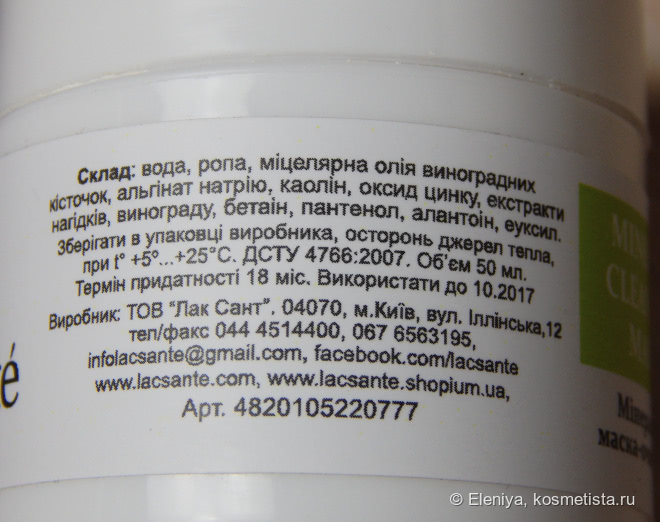 Склад: вода, ропа, міцелярна олія виноградних
кісточок, альгінат натрію, каолін, оксид цинку, екстракти
нагідків, винограду, бетаін, пантенол, алантоін, еуксил.
Зберігати в упаковці виробника, осторонь джерел тепла,
при t° +5°...+25°С. ДСТУ 4766:2007. Об'єм 50 мл.
Термін придатності 18 міс. Використати до 10.2017
Виробник: ТОВ "Лак Сант". 04070, м.Київ, вул. Іллінська,12
тел/факс 044 4514400, 067 6563195,
infolacsante@gmail.com, facebook.com/lacsante
www.lacsante.com, www.lacsante.shopium.ua,
Арт. 4820105220777
© Eleniya, kosmetista.ru